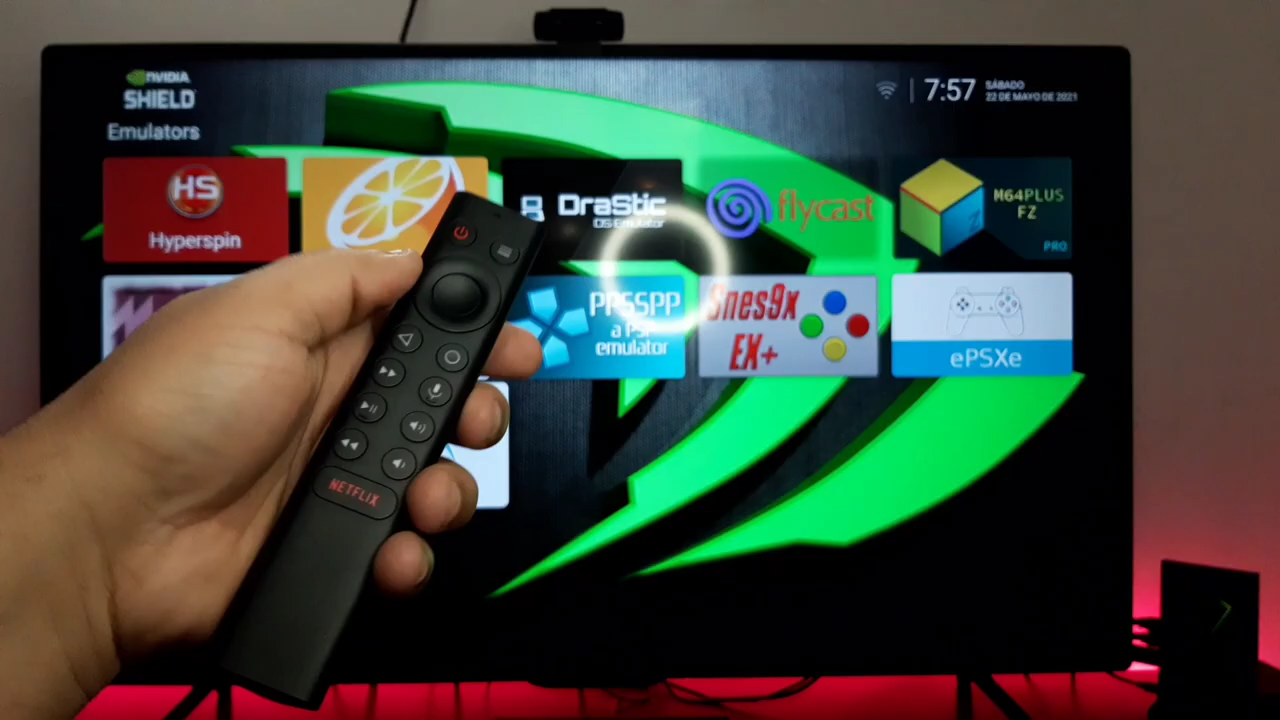 NVIDIA
SHIELD
7:57
SÁBADO
22 DE MAYO DE 2021
Emulators
HS
Hyperspin
DraStic
DS Emulator
flycast
M64PLUS
FZ
PRO
PPSSPP
a PSP
emulator
Snes9x
EX+
ePSXe
NETFLIX